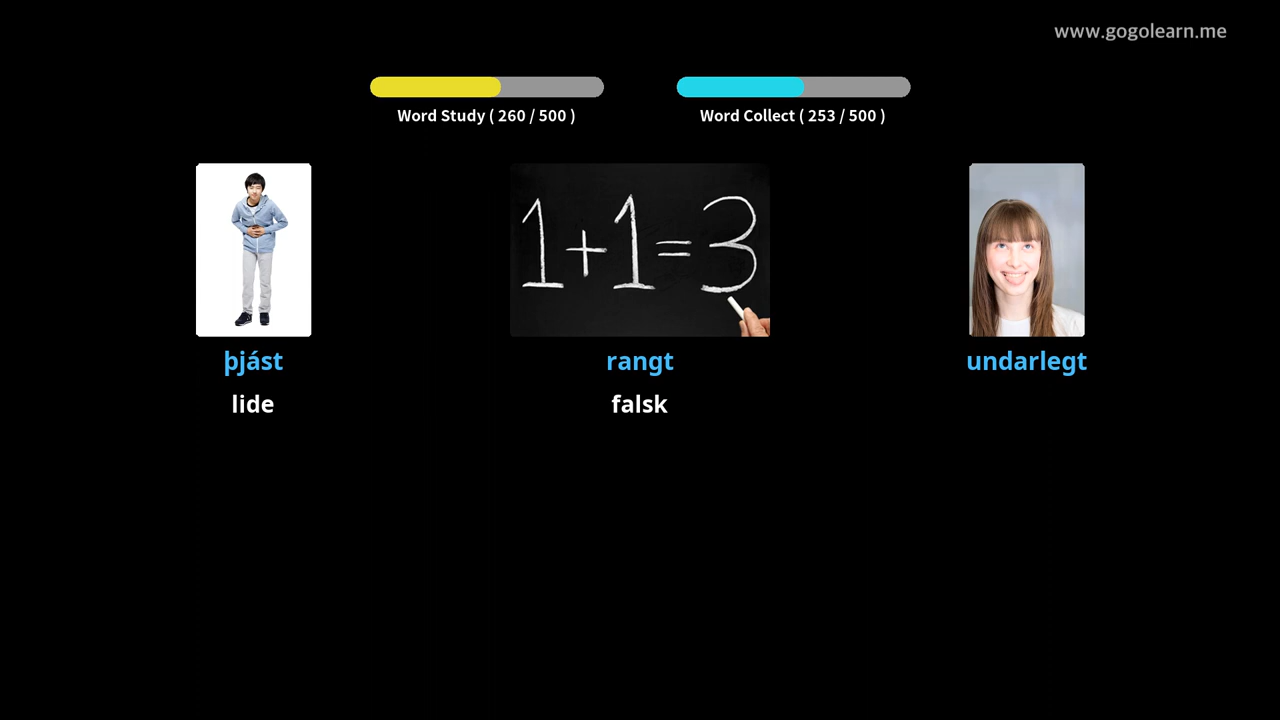 www.gogolearn.me
Word Study ( 260 / 500 )
Word Collect ( 253 / 500 )
1+1=3
þjást
rangt
undarlegt
lide
falsk